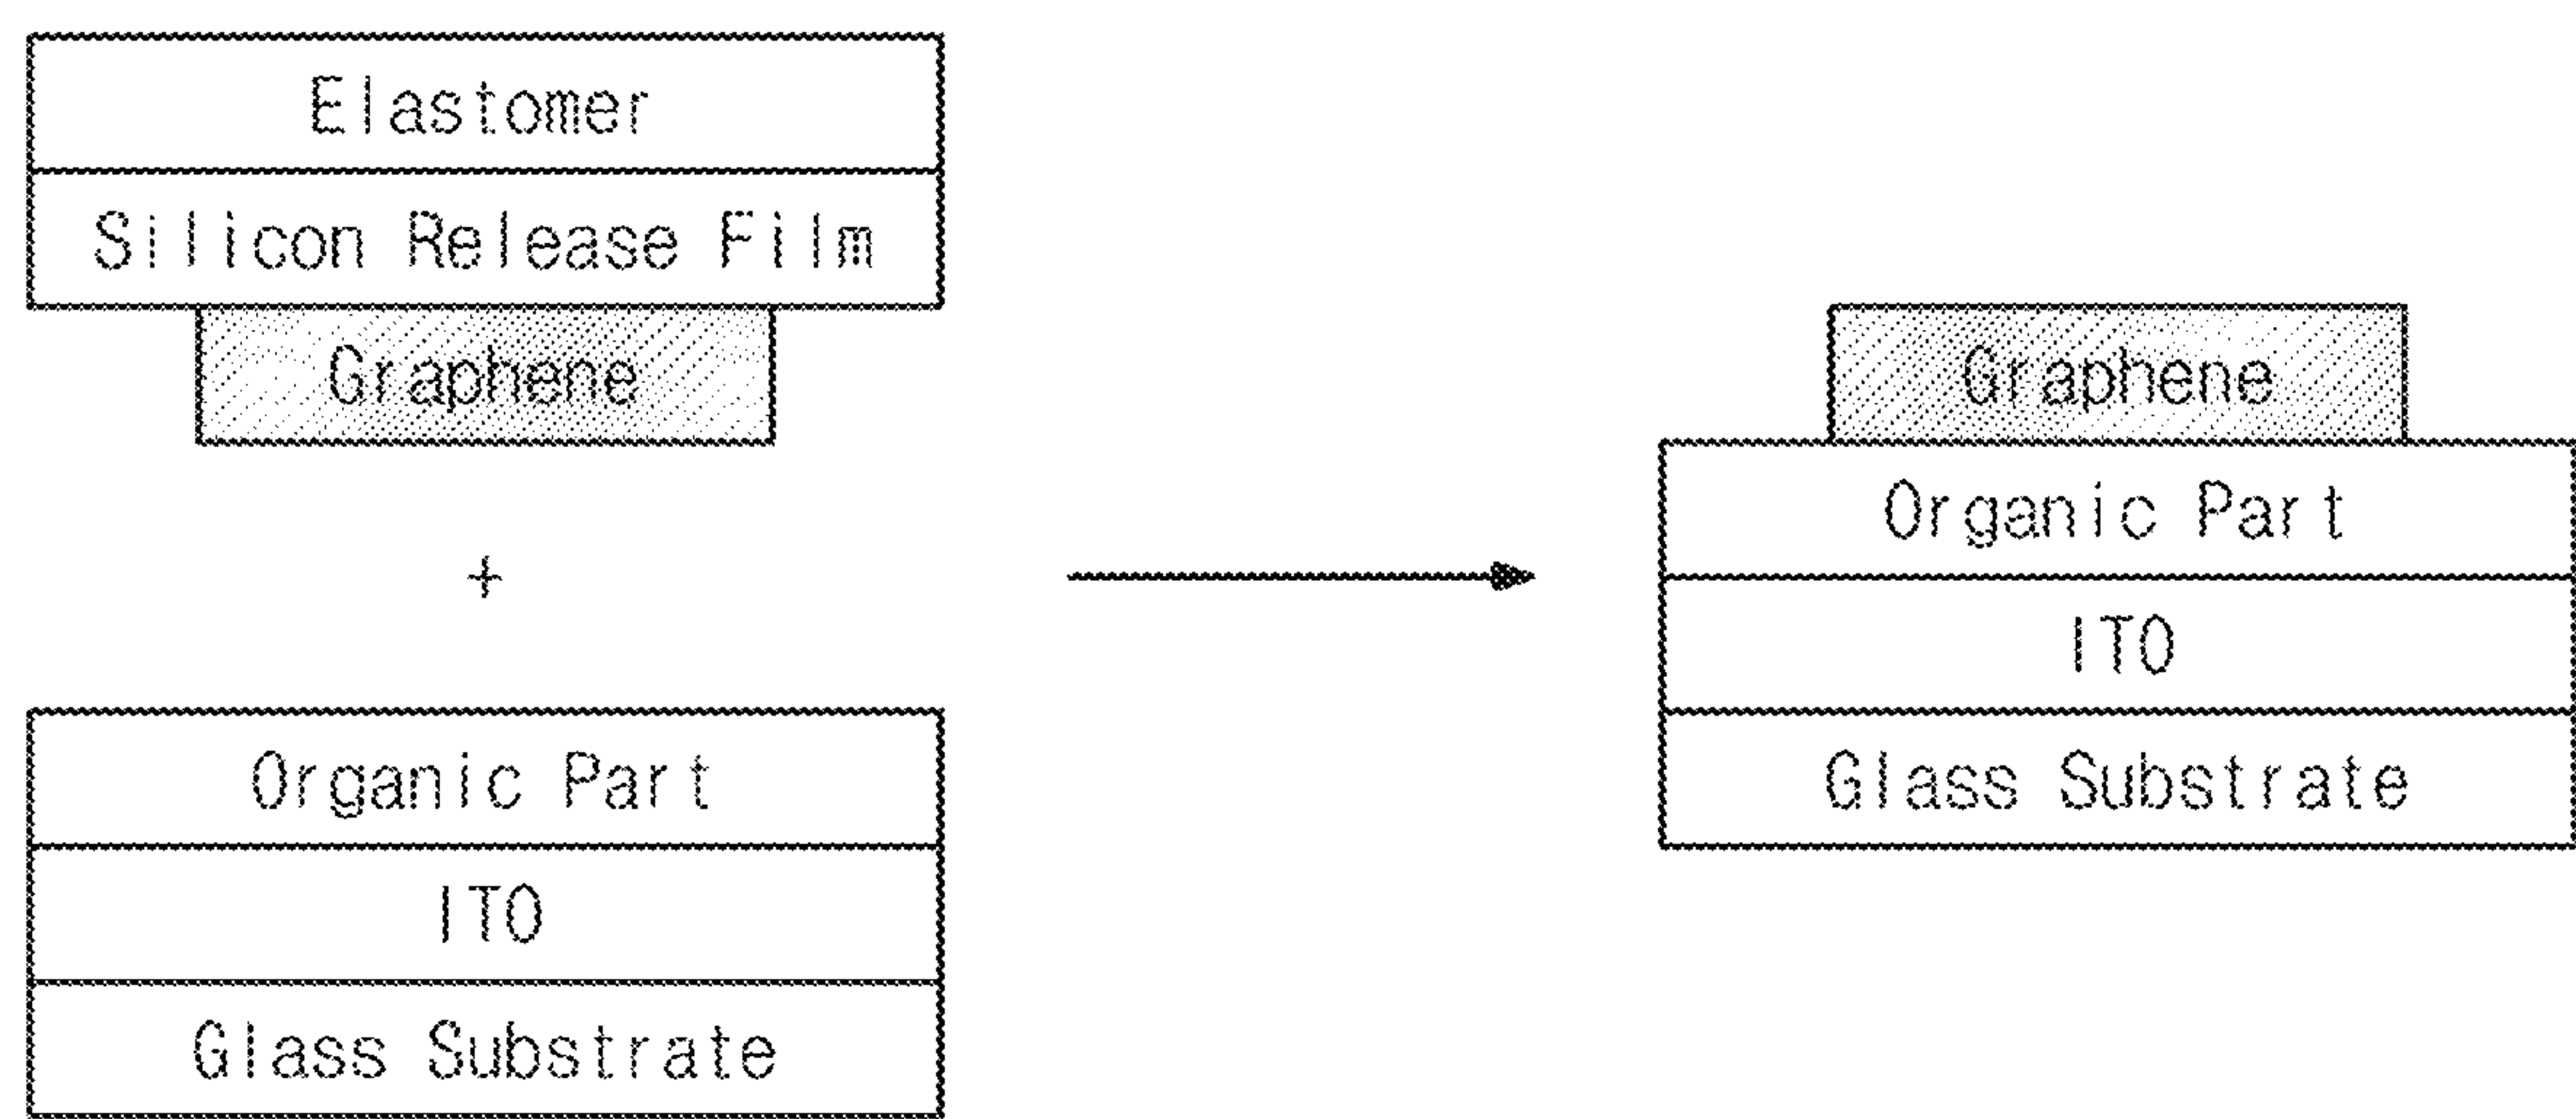 Elastomer
Silicon Release Film
Graphene
+
Organic Part
ITO
Glass Substrate
Graphene
Organic Part
ITO
Glass Substrate